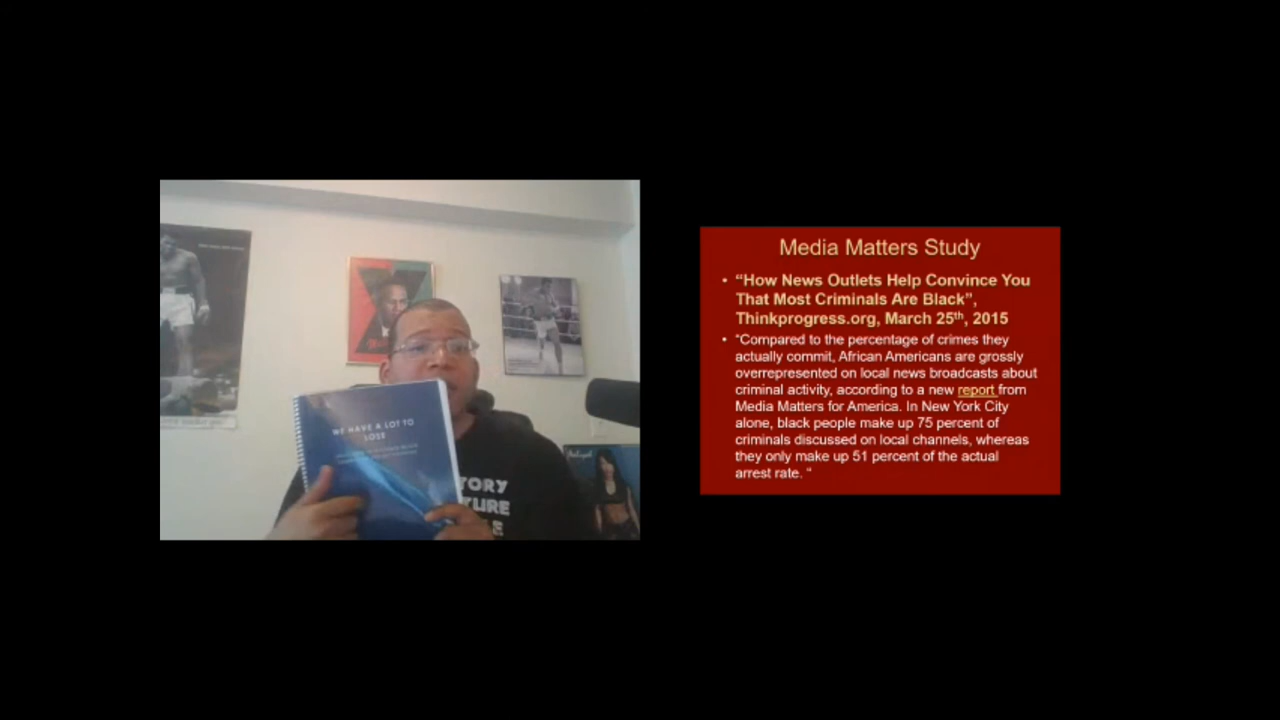 WE HAVE A LOT TO
LOSE
TORY
TURE
Media Matters Study
• “How News Outlets Help Convince You
That Most Criminals Are Black”,
Thinkprogress.org, March 25th, 2015
• “Compared to the percentage of crimes they
actually commit, African Americans are grossly
overrepresented on local news broadcasts about
criminal activity, according to a new report from
Media Matters for America. In New York City
alone, black people make up 75 percent of
criminals discussed on local channels, whereas
they only make up 51 percent of the actual
arrest rate. “